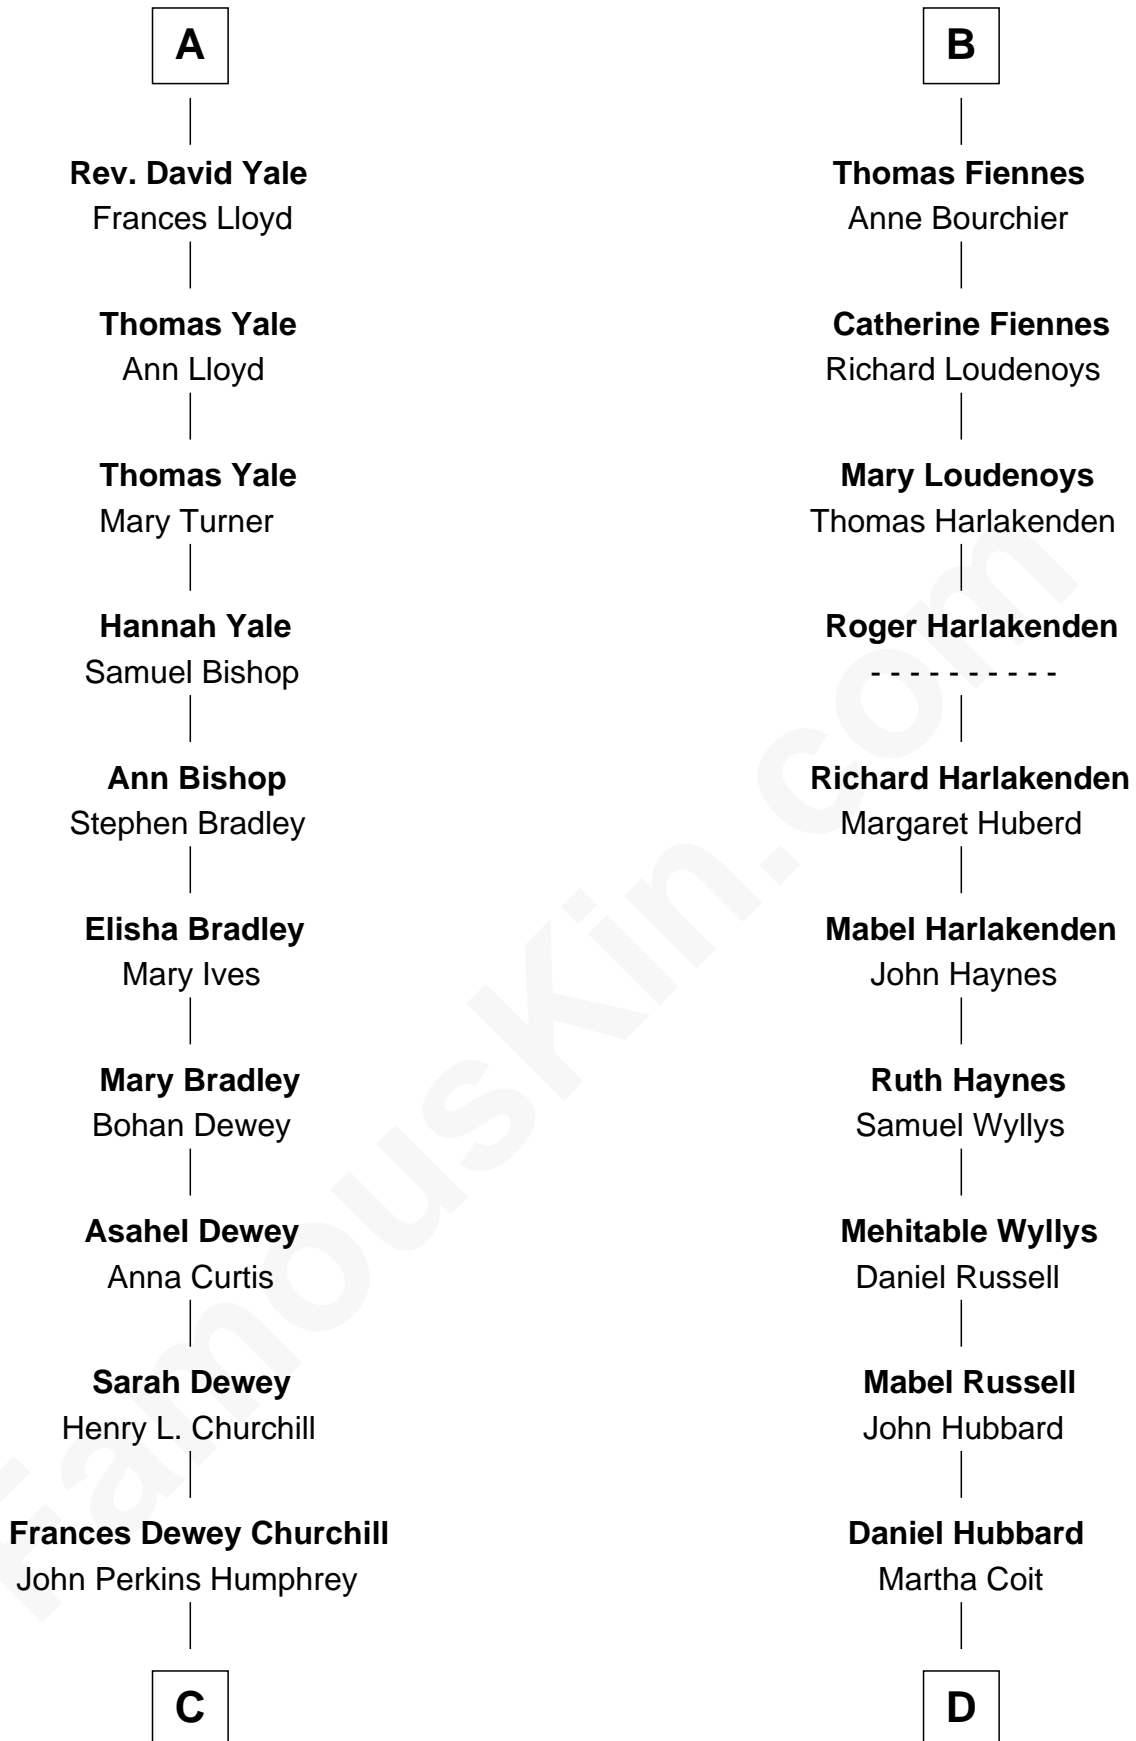 A
Rev. David Yale
Frances Lloyd
Thomas Yale
Ann Lloyd
Thomas Yale
Mary Turner
Hannah Yale
Samuel Bishop
Ann Bishop
Stephen Bradley
Elisha Bradley
Mary Ives
Mary Bradley
Bohan Dewey
Asahel Dewey
Anna Curtis
Sarah Dewey
Henry L. Churchill
Frances Dewey Churchill
John Perkins Humphrey
C
B
Thomas Fiennes
Anne Bourchier
Catherine Fiennes
Richard Loudenoys
Mary Loudenoys
Thomas Harlakenden
Roger Harlakenden
- - - - - - - - - -
Richard Harlakenden
Margaret Huberd
Mabel Harlakenden
John Haynes
Ruth Haynes
Samuel Wyllys
Mehitable Wyllys
Daniel Russell
Mabel Russell
John Hubbard
Daniel Hubbard
Martha Coit
D
FamousKin.com